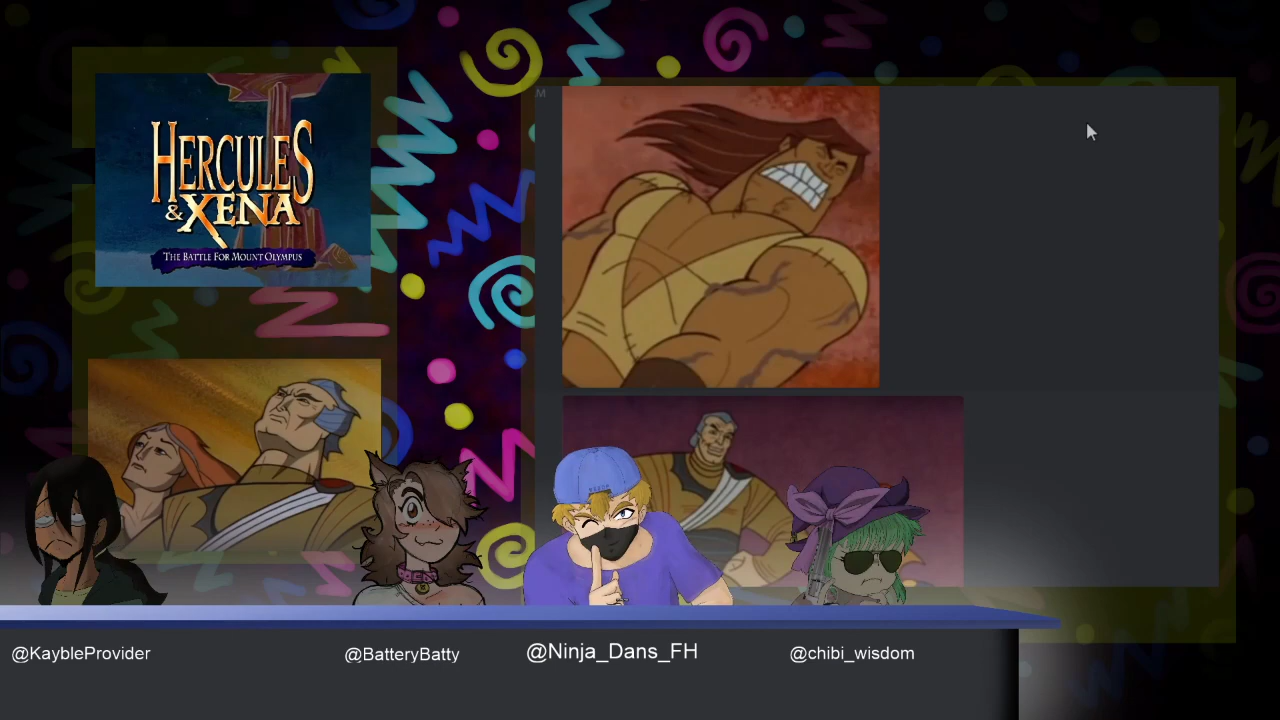 HERCULES
& XENA
THE BATTLE FOR MOUNT OLYMPUS
M
@KaybleProvider
@BatteryBatty
@Ninja_Dans_FH
@chibi_wisdom